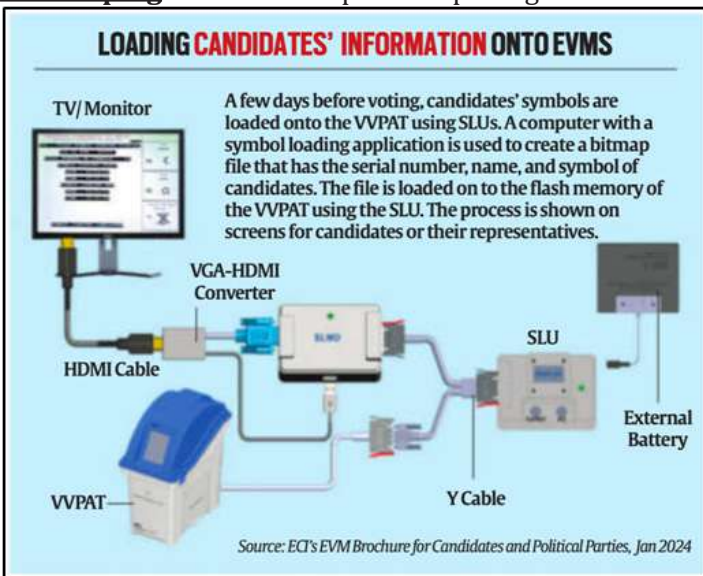 LOADING CANDIDATES' INFORMATION ONTO EVMS
TV/ Monitor
A few days before voting, candidates' symbols are
loaded onto the VVPAT using SLUs. A computer with a
symbol loading application is used to create a bitmap
file that has the serial number, name, and symbol of
candidates. The file is loaded on to the flash memory of
the VVPAT using the SLU. The process is shown on
screens for candidates or their representatives.
VGA-HDMI
Converter
SLMD
SLU
HDMI Cable
External
Battery
VVPAT
Y Cable
Source: ECI's EVM Brochure for Candidates and Political Parties, Jan 2024